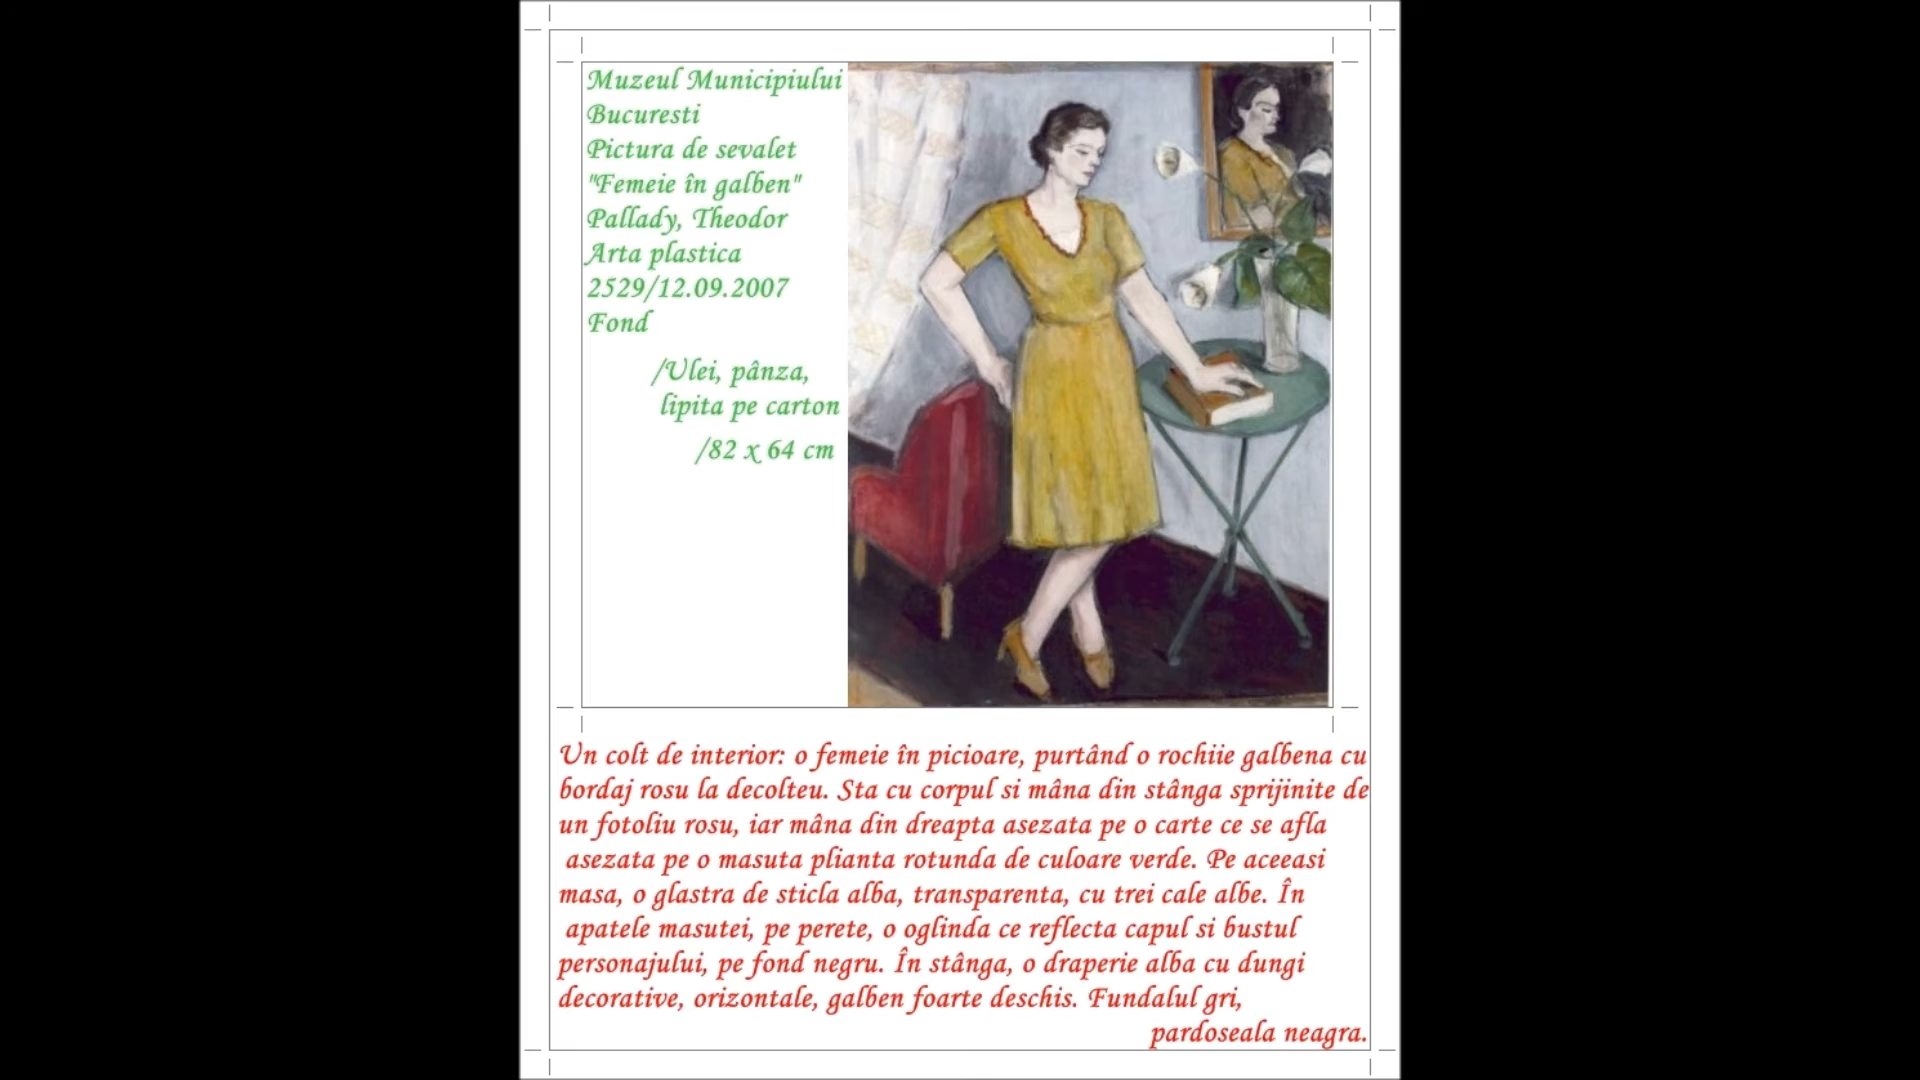 Muzeul Municipiului
Bucuresti
Pictura de sevalet
"Femeie în galben"
Pallady, Theodor
Arta plastica
2529/12.09.2007
Fond
/Ulei, pânza,
lipita pe carton
/82 x 64 cm
Un colt de interior: o femeie în picioare, purtând o rochiie galbena cu
bordaj rosu la decolteu. Sta cu corpul si mâna din stânga sprijinite de
un fotoliu rosu, iar mâna din dreapta asezata pe o carte ce se afla
asezata pe o masuta plianta rotunda de culoare verde. Pe aceeasi
masa, o glastra de sticla alba, transparenta, cu trei cale albe. În
apatele masutei, pe perete, o oglinda ce reflecta capul si bustul
personajului, pe fond negru. În stânga, o draperie alba cu dungi
decorative, orizontale, galben foarte deschis. Fundalul gri,
pardoseala neagra.